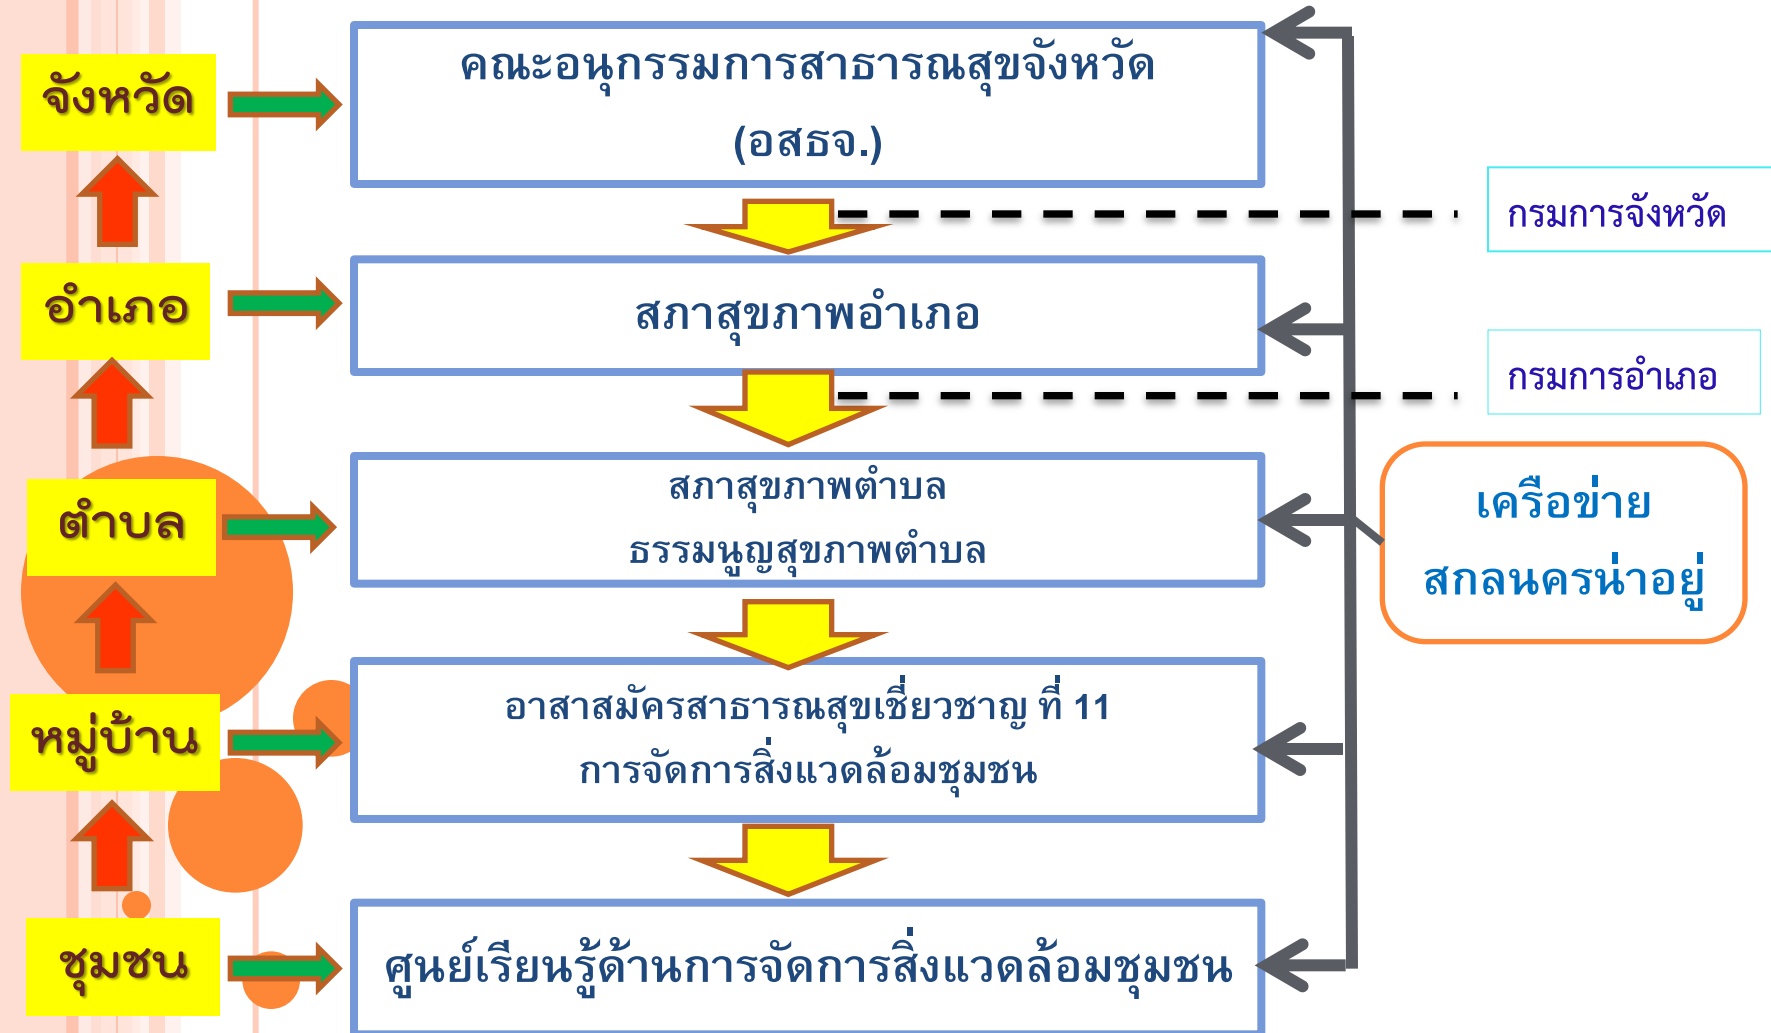 จังหวัด
คณะอนุกรรมการสาธารณสุขจังหวัด
(อสธจ.)
กรมการจังหวัด
อำเภอ
สภาสุขภาพอำเภอ
กรมการอำเภอ
ตำบล
สภาสุขภาพตำบล
ธรรมนูญสุขภาพตำบล
เครือข่าย
สกลนครน่าอยู่
หมู่บ้าน
อาสาสมัครสาธารณสุขเชี่ยวชาญ ที่ 11
การจัดการสิ่งแวดล้อมชุมชน
ชุมชน
ศูนย์เรียนรู้ด้านการจัดการสิ่งแวดล้อมชุมชน